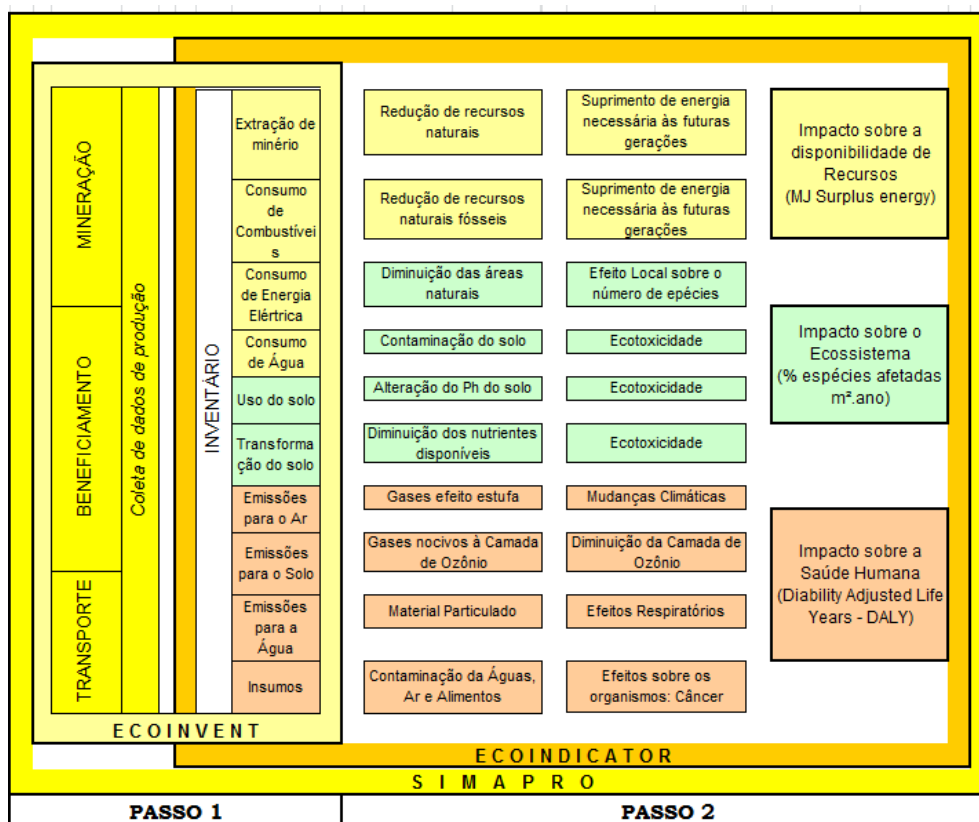 MINERAÇÃO
BENEFICIAMENTO
TRANSPORTE
Coleta de dados de produção
INVENTÁRIO
Extração de
minério
Consumo
de
Combustívei
s
Consumo
de Energia
Elértrica
Consumo
de Água
Uso do solo
Transforma
ção do solo
Emissões
para o Ar
Emissões
para o Solo
Emissões
para a
Água
Insumos
ECOINVENT
Redução de recursos
naturais
Redução de recursos
naturais fósseis
Diminuição das áreas
naturais
Contaminação do solo
Alteração do Ph do solo
Diminuição dos nutrientes
disponíveis
Gases efeito estufa
Gases nocivos à Camada
de Ozônio
Material Particulado
Contaminação da Águas,
Ar e Alimentos
Suprimento de energia
necessária às futuras
gerações
Suprimento de energia
necessária às futuras
gerações
Efeito Local sobre o
número de epécies
Ecotoxicidade
Ecotoxicidade
Ecotoxicidade
Mudanças Climáticas
Diminuição da Camada de
Ozônio
Efeitos Respiratórios
Efeitos sobre os
organismos: Câncer
Impacto sobre a
disponibilidade de
Recursos
(MJ Surplus energy)
Impacto sobre o
Ecossistema
(% espécies afetadas
m².ano)
Impacto sobre a
Saúde Humana
(Diability Adjusted Life
Years - DALY)
ECOINDICATOR
SIMAPRO
PASSO 1
PASSO 2